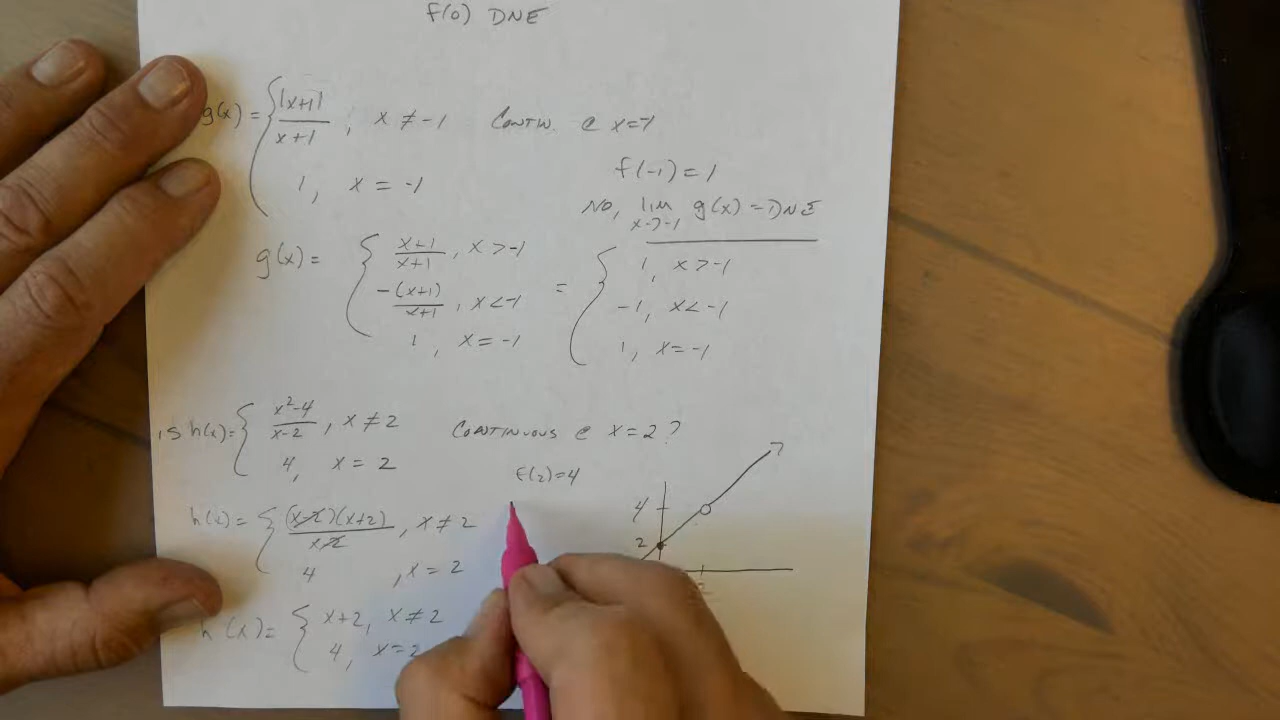 f(0) DNE
g(x) = { |x+1| / x+1 , x ≠ -1 CONTIN. @ x=-1
1, x = -1 f(-1) = 1
NO, lim x->-1 g(x) = DNE
g(x) = { x+1 / x+1 , x > -1 = { 1, x > -1
-(x+1) / x+1 , x < -1 -1, x < -1
1 , x = -1 1, x = -1
is h(x) = { x²-4 / x-2 , x ≠ 2 CONTINUOUS @ x = 2 ?
4, x = 2 f(2) = 4
h(x) = { (x-2)(x+2) / x-2 , x ≠ 2 4
2
4 , x = 2 2
h(x) = { x+2, x ≠ 2
4, x = 2